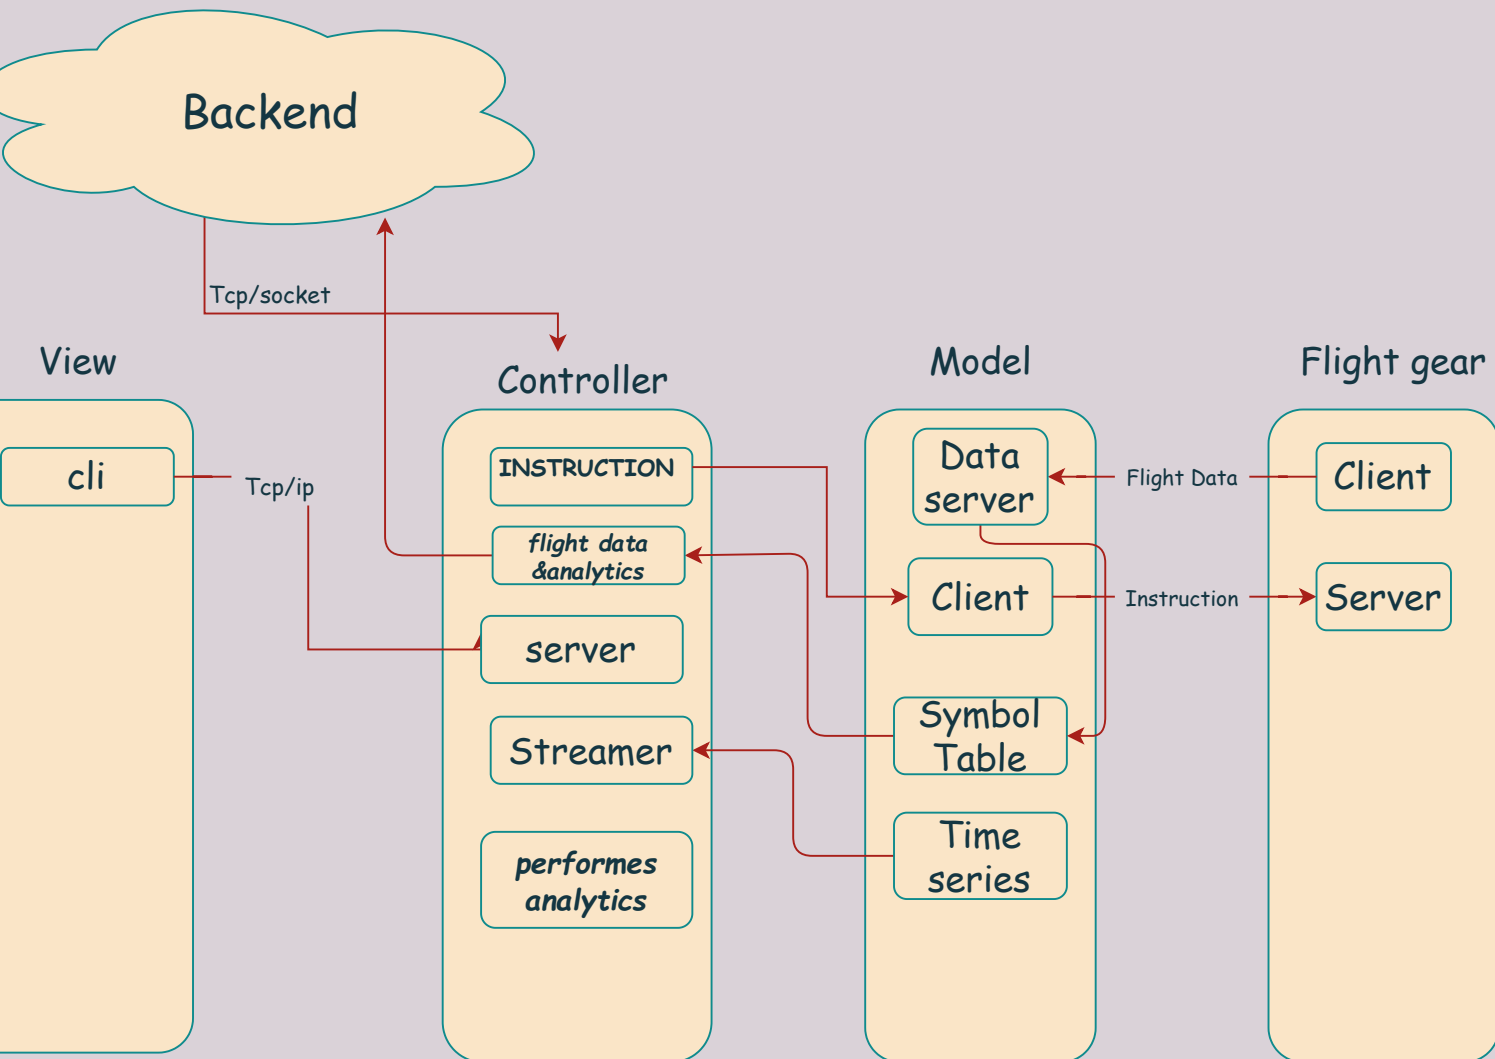 Backend
Tcp/socket
View
Controller
Model
Flight gear
cli
Tcp/ip
INSTRUCTION
flight data
&analytics
server
Streamer
performes
analytics
Data
server
Client
Symbol
Table
Time
series
Flight Data
Instruction
Client
Server